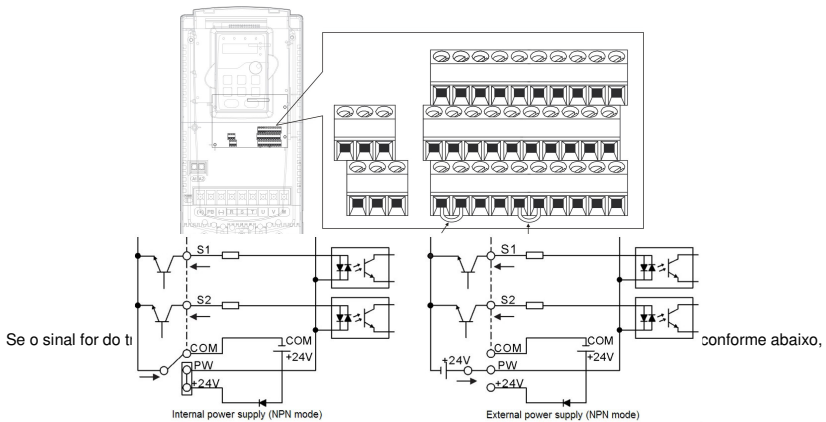 S1
S2
COM
PW
+24V
COM
+24V
Internal power supply (NPN mode)
S1
S2
COM
+24V
PW
+24V
COM
+24V
External power supply (NPN mode)
Se o sinal for do
conforme abaixo,